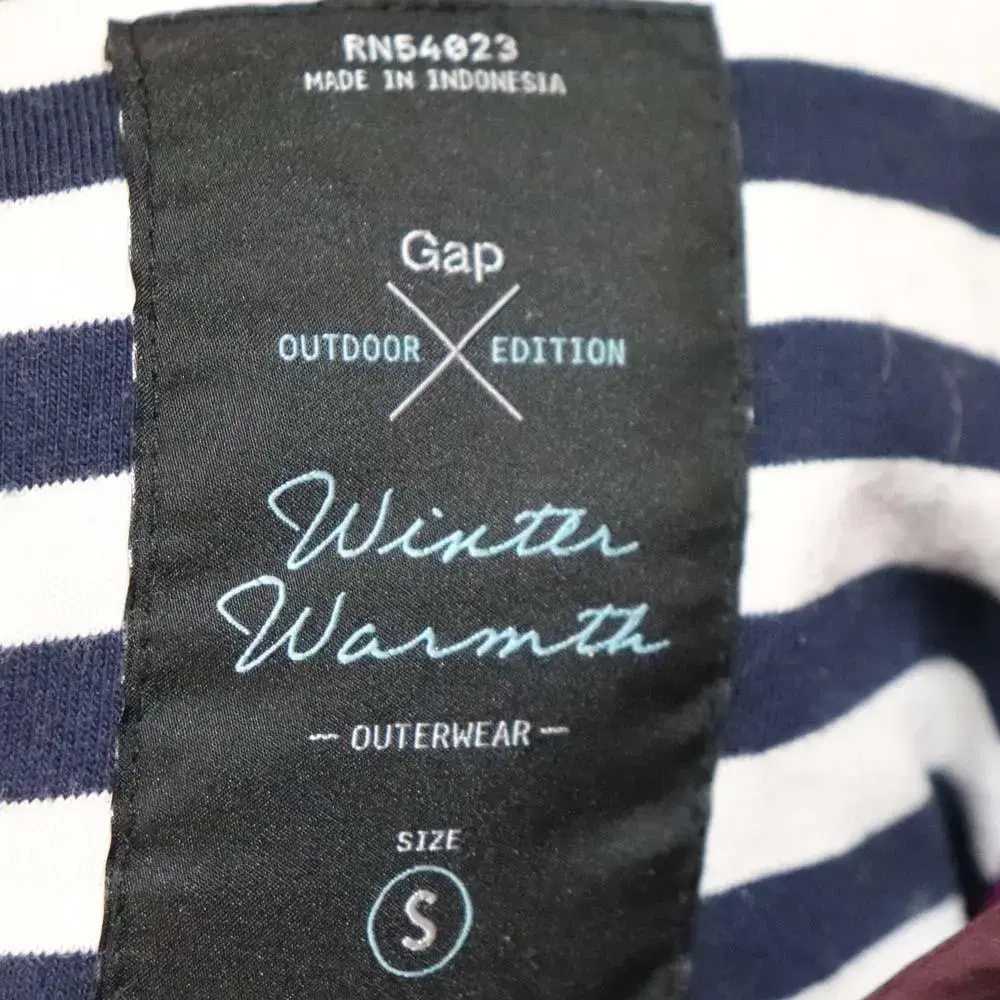 RN54023
MADE IN INDONESIA
Gap
OUTDOOR EDITION
Winter
Warmth
- OUTERWEAR -
SIZE
S